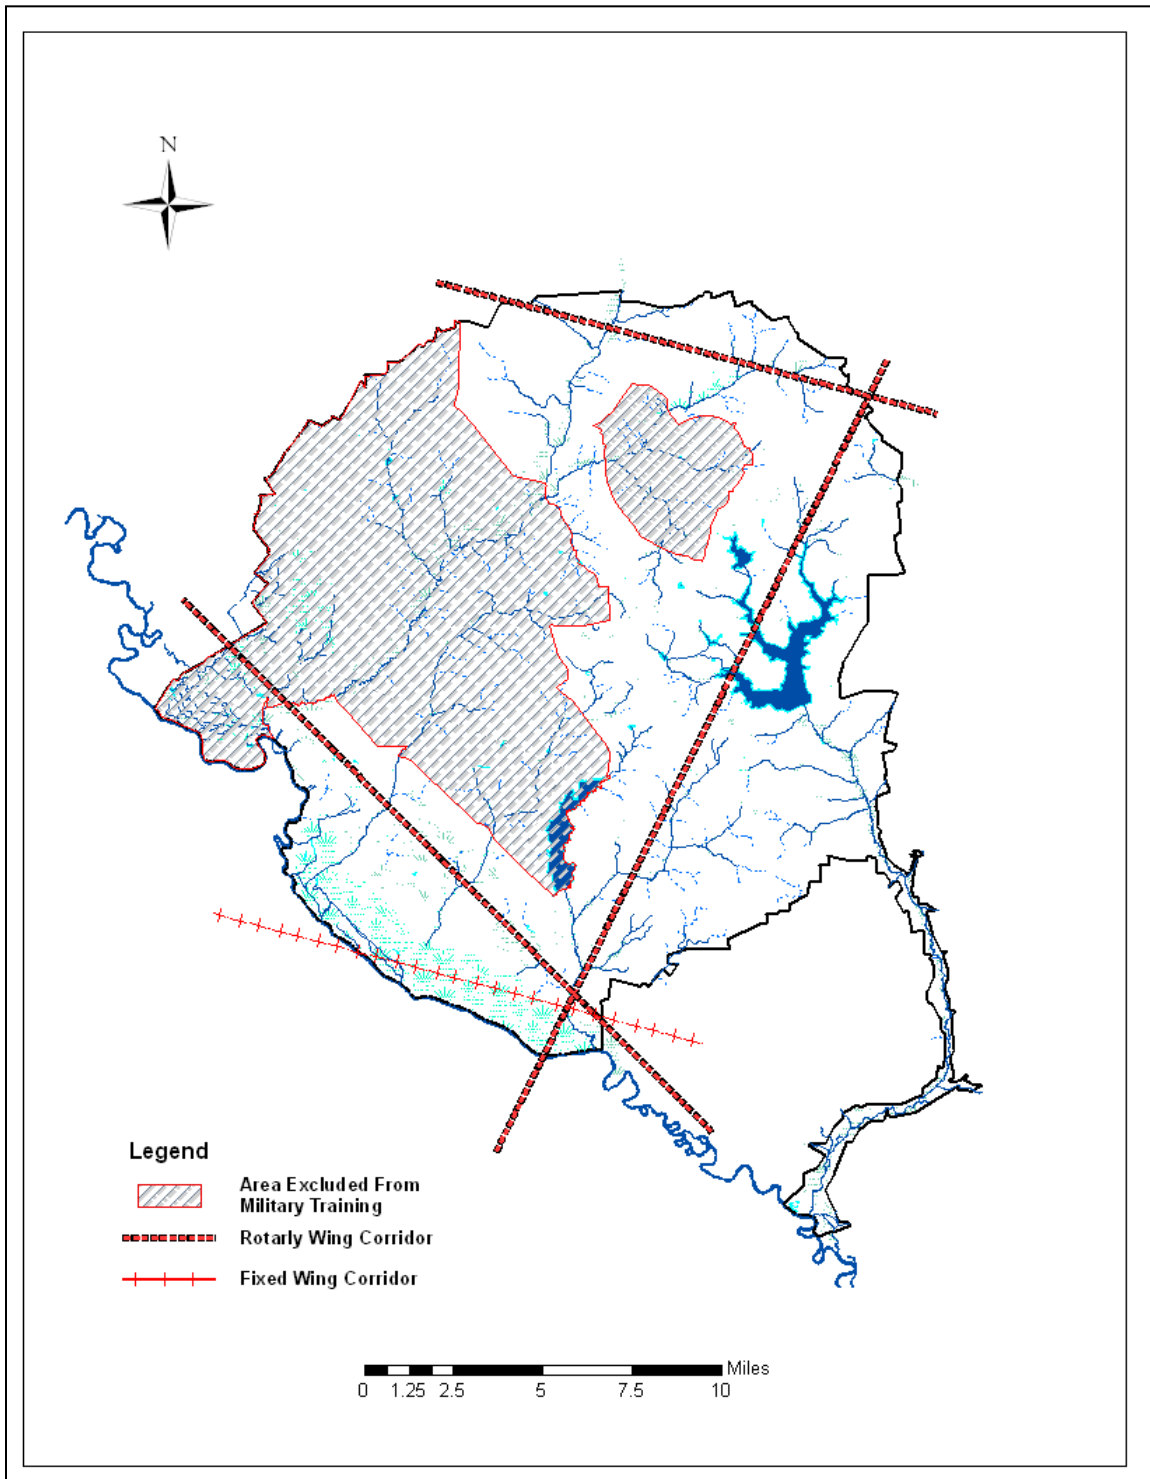 N
Legend
Area Excluded From
Military Training
Rotarly Wing Corridor
Fixed Wing Corridor
Miles
0 1.25 2.5 5 7.5 10